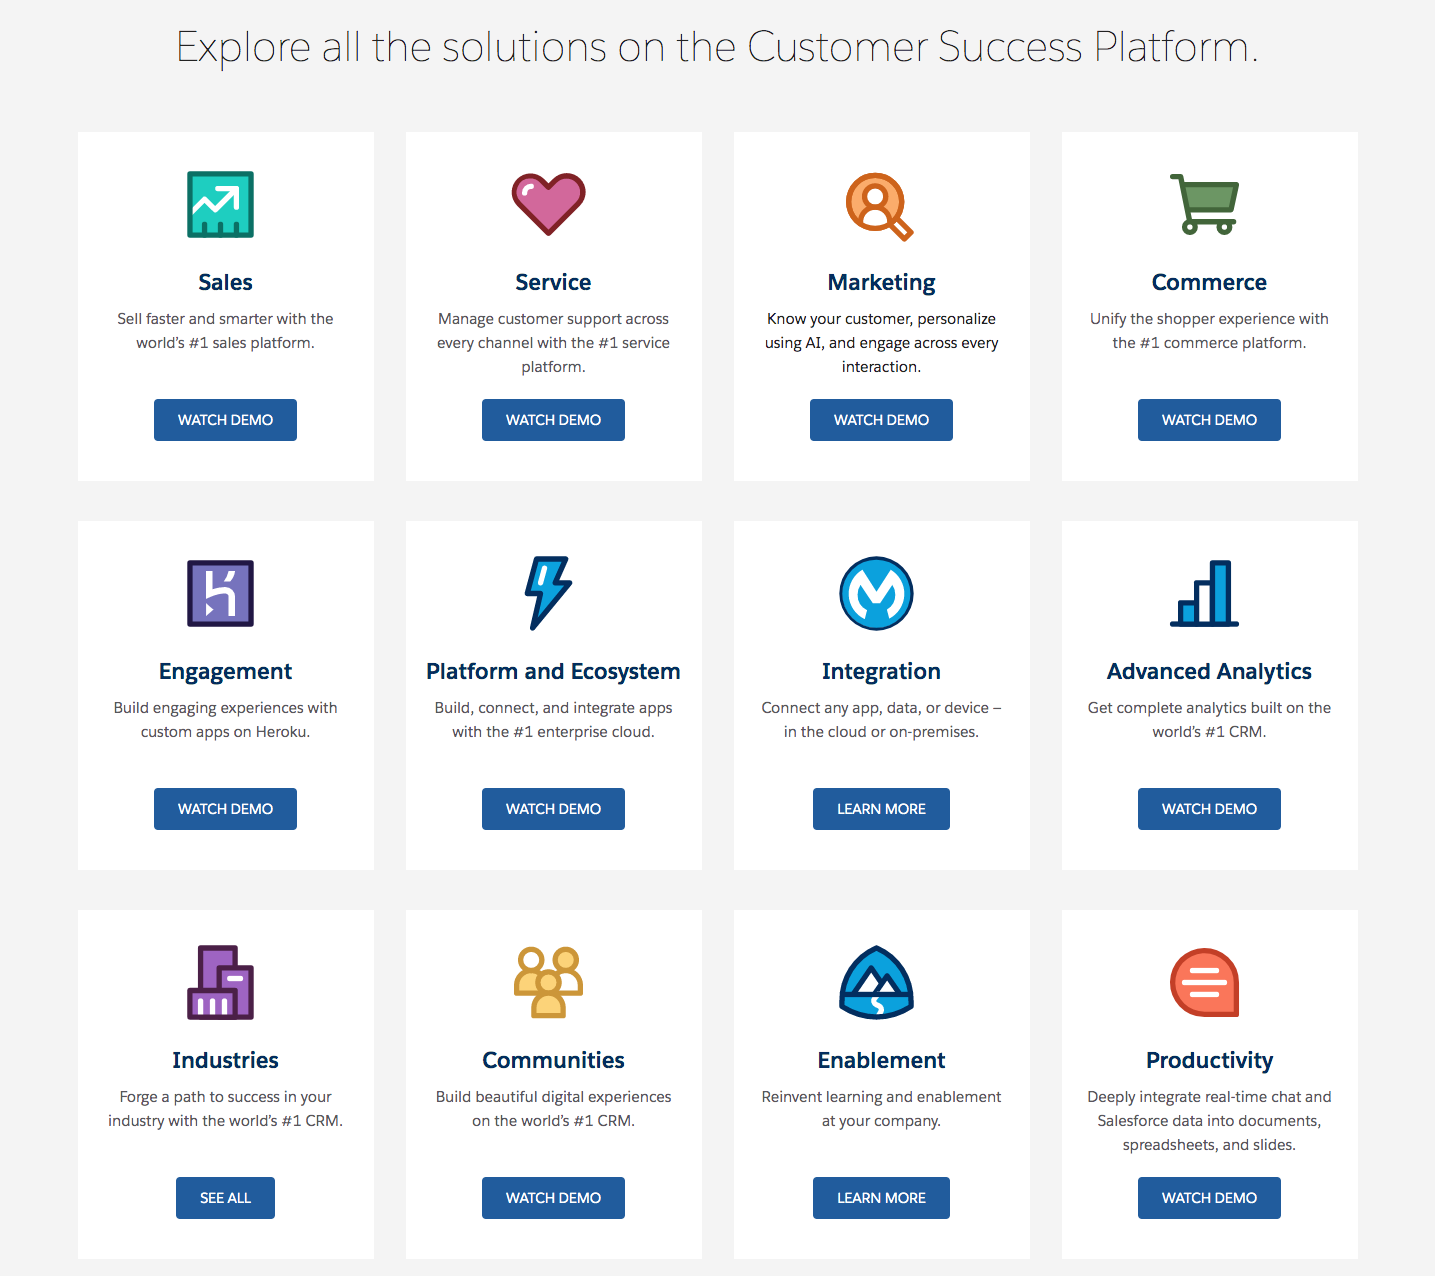 Explore all the solutions on the Customer Success Platform.
Sales
Sell faster and smarter with the
world’s #1 sales platform.
WATCH DEMO
Service
Manage customer support across
every channel with the #1 service
platform.
WATCH DEMO
Marketing
Know your customer, personalize
using AI, and engage across every
interaction.
WATCH DEMO
Commerce
Unify the shopper experience with
the #1 commerce platform.
WATCH DEMO
Engagement
Build engaging experiences with
custom apps on Heroku.
WATCH DEMO
Platform and Ecosystem
Build, connect, and integrate apps
with the #1 enterprise cloud.
WATCH DEMO
Integration
Connect any app, data, or device –
in the cloud or on-premises.
LEARN MORE
Advanced Analytics
Get complete analytics built on the
world’s #1 CRM.
WATCH DEMO
Industries
Forge a path to success in your
industry with the world’s #1 CRM.
SEE ALL
Communities
Build beautiful digital experiences
on the world’s #1 CRM.
WATCH DEMO
Enablement
Reinvent learning and enablement
at your company.
LEARN MORE
Productivity
Deeply integrate real-time chat and
Salesforce data into documents,
spreadsheets, and slides.
WATCH DEMO